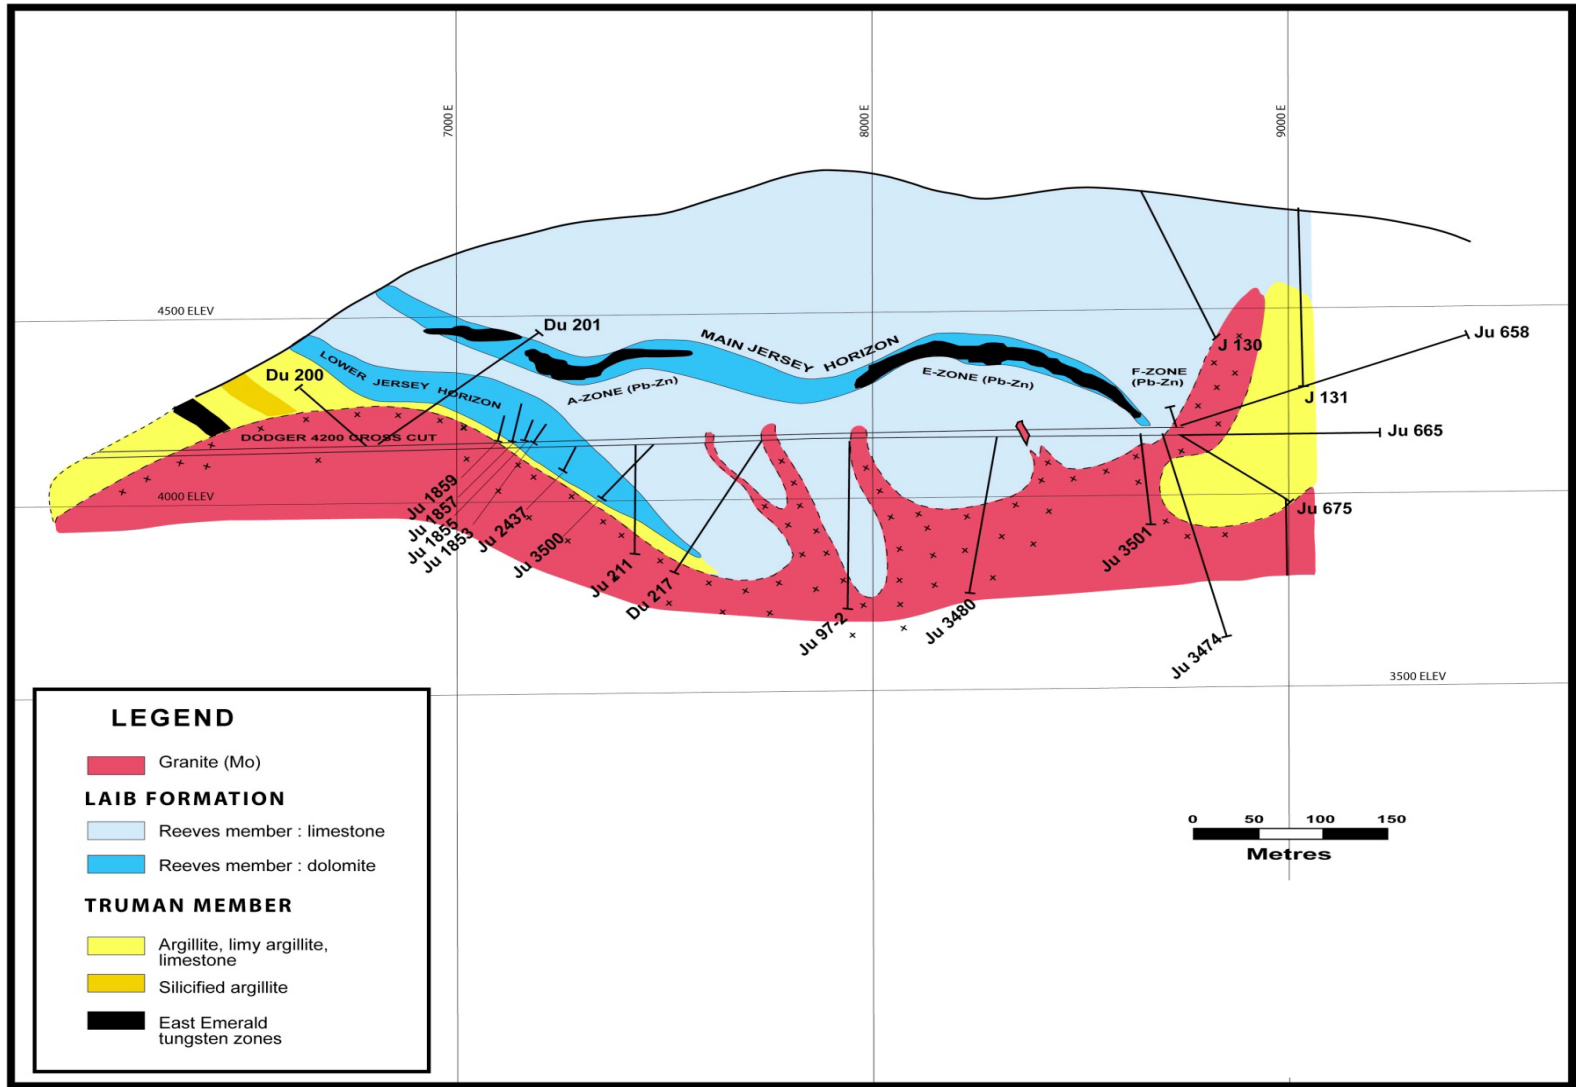 7000 E
8000 E
9000 E
4500 ELEV
Du 201
MAIN JERSEY HORIZON
J 130
Ju 658
LOWER JERSEY HORIZON
Du 200
A-ZONE (Pb-Zn)
E-ZONE (Pb-Zn)
F-ZONE
(Pb-Zn)
J 131
Ju 665
DODGER 4200 CROSS CUT
4000 ELEV
Ju 1859
Ju 1857
Ju 1855
Ju 1853
Ju 2437
Ju 3500
Ju 211
Du 217
Ju 97-2
Ju 3480
Ju 3501
Ju 675
Ju 3474
3500 ELEV
LEGEND
Granite (Mo)
LAIB FORMATION
Reeves member : limestone
Reeves member : dolomite
TRUMAN MEMBER
Argillite, limy argillite,
limestone
Silicified argillite
East Emerald
tungsten zones
0 50 100 150
Metres